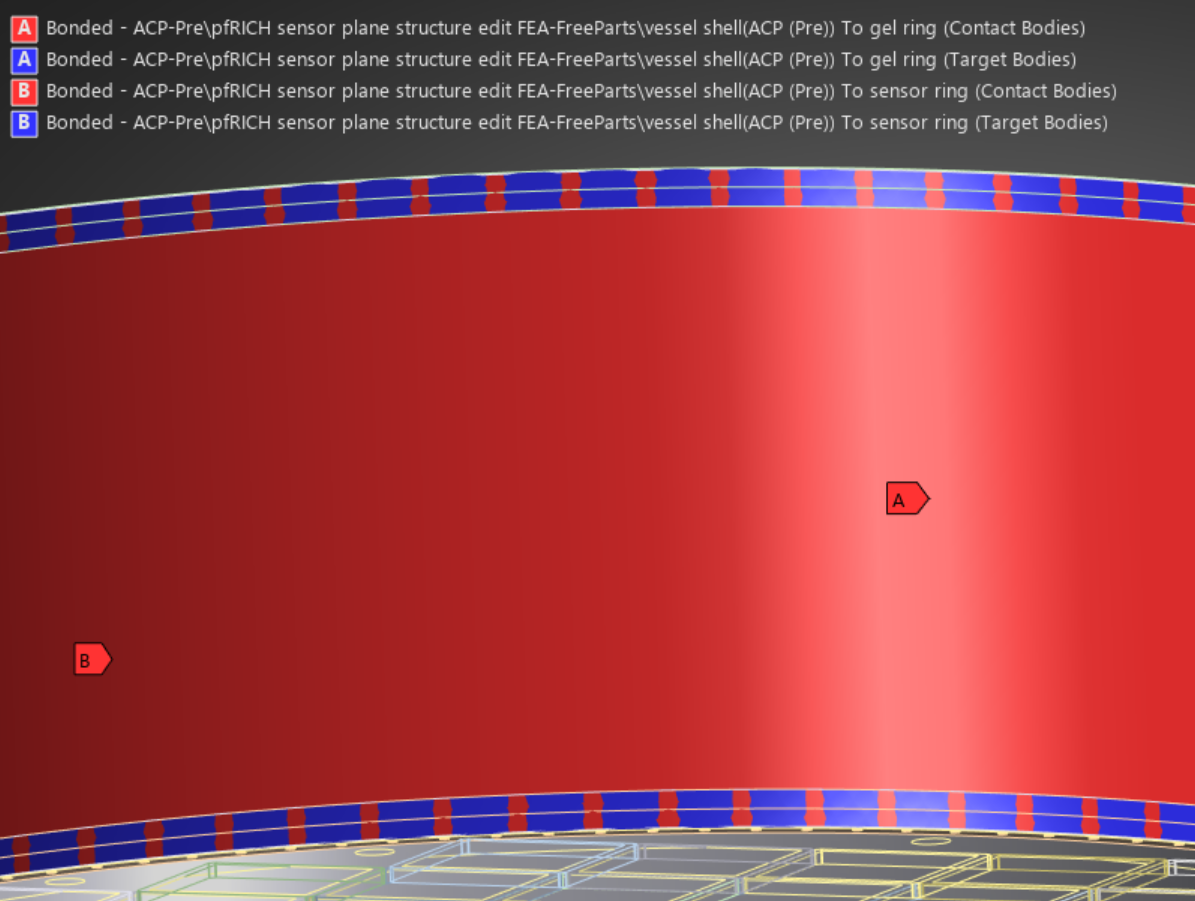 A Bonded - ACP-Pre\pfRICH sensor plane structure edit FEA-FreeParts\vessel shell(ACP (Pre)) To gel ring (Contact Bodies)
A Bonded - ACP-Pre\pfRICH sensor plane structure edit FEA-FreeParts\vessel shell(ACP (Pre)) To gel ring (Target Bodies)
B Bonded - ACP-Pre\pfRICH sensor plane structure edit FEA-FreeParts\vessel shell(ACP (Pre)) To sensor ring (Contact Bodies)
B Bonded - ACP-Pre\pfRICH sensor plane structure edit FEA-FreeParts\vessel shell(ACP (Pre)) To sensor ring (Target Bodies)
A
B